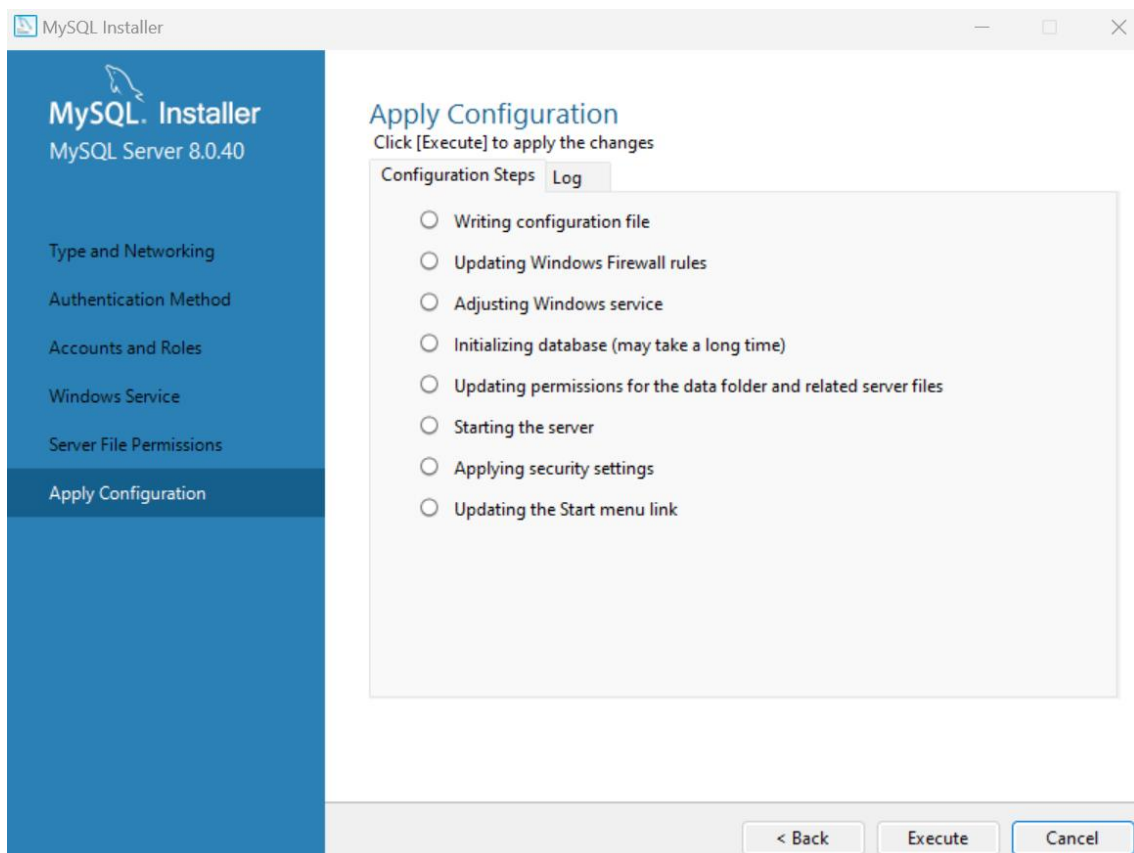 MySQL Installer
MySQL. Installer
MySQL Server 8.0.40
Type and Networking
Authentication Method
Accounts and Roles
Windows Service
Server File Permissions
Apply Configuration
Apply Configuration
Click [Execute] to apply the changes
Configuration Steps Log
Writing configuration file
Updating Windows Firewall rules
Adjusting Windows service
Initializing database (may take a long time)
Updating permissions for the data folder and related server files
Starting the server
Applying security settings
Updating the Start menu link
< Back Execute Cancel